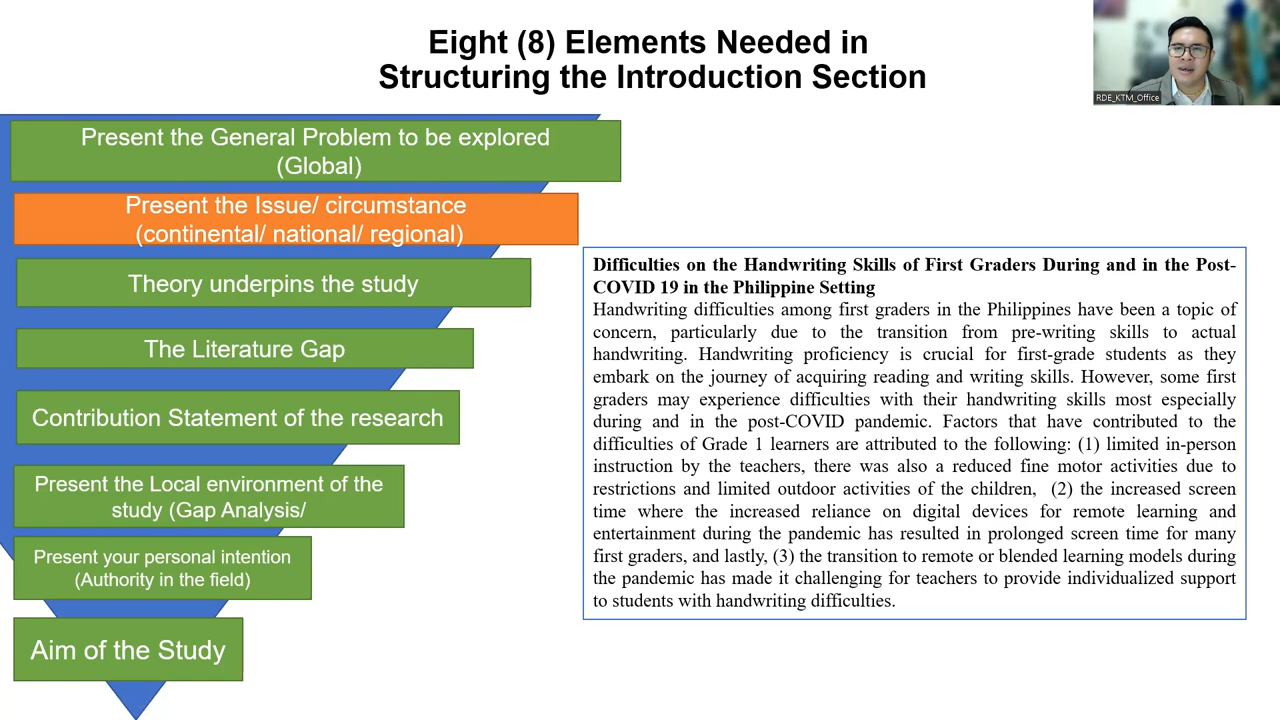 Eight (8) Elements Needed in
Structuring the Introduction Section
RDE_KTM_Office
Present the General Problem to be explored
(Global)
Present the Issue/ circumstance
(continental/ national/ regional)
Theory underpins the study
The Literature Gap
Contribution Statement of the research
Present the Local environment of the
study (Gap Analysis/
Present your personal intention
(Authority in the field)
Aim of the Study
Difficulties on the Handwriting Skills of First Graders During and in the Post-
COVID 19 in the Philippine Setting
Handwriting difficulties among first graders in the Philippines have been a topic of
concern, particularly due to the transition from pre-writing skills to actual
handwriting. Handwriting proficiency is crucial for first-grade students as they
embark on the journey of acquiring reading and writing skills. However, some first
graders may experience difficulties with their handwriting skills most especially
during and in the post-COVID pandemic. Factors that have contributed to the
difficulties of Grade 1 learners are attributed to the following: (1) limited in-person
instruction by the teachers, there was also a reduced fine motor activities due to
restrictions and limited outdoor activities of the children, (2) the increased screen
time where the increased reliance on digital devices for remote learning and
entertainment during the pandemic has resulted in prolonged screen time for many
first graders, and lastly, (3) the transition to remote or blended learning models during
the pandemic has made it challenging for teachers to provide individualized support
to students with handwriting difficulties.